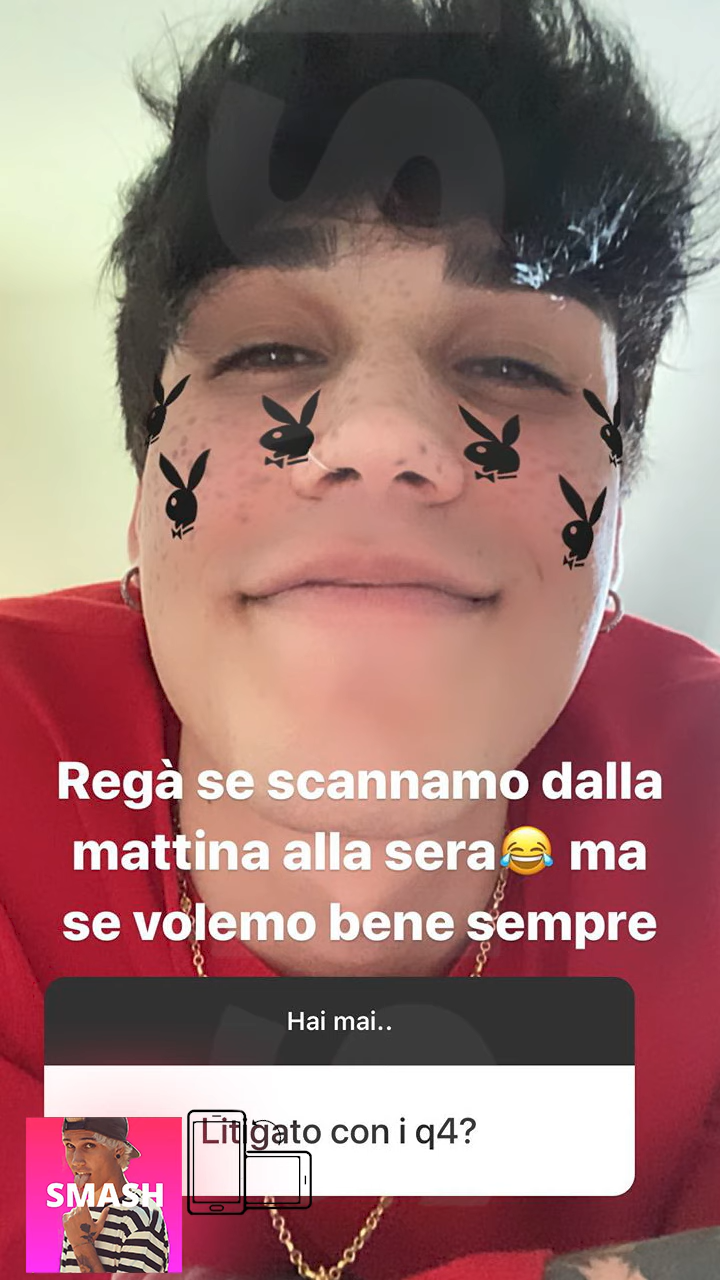 Regà se scannamo dalla
mattina alla sera😂 ma
se volemo bene sempre
Hai mai..
Litigato con i q4?
SMASH